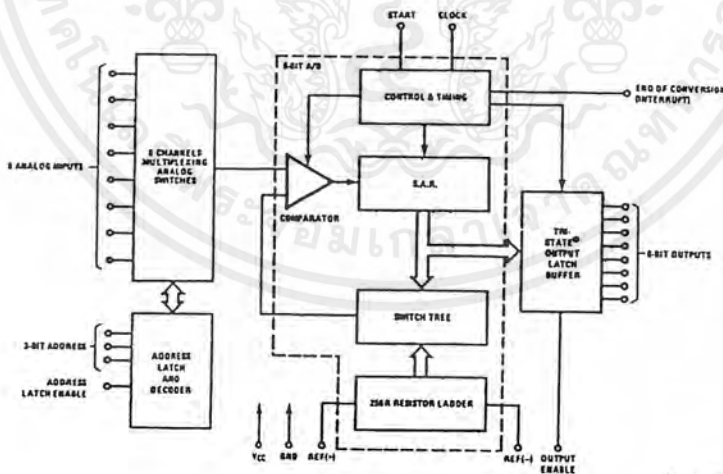 START
CLOCK
8-BIT A/D
CONTROL & TIMING
END OF CONVERSION
(INTERRUPT)
8 ANALOG INPUTS
8 CHANNELS
MULTIPLEXING
ANALOG
SWITCHES
COMPARATOR
S.A.R.
TRI-
STATE®
OUTPUT
LATCH
BUFFER
8-BIT OUTPUTS
SWITCH TREE
3-BIT ADDRESS
ADDRESS
LATCH ENABLE
ADDRESS
LATCH
AND
DECODER
256R RESISTOR LADDER
VCC
GND
REF(+)
REF(-)
OUTPUT
ENABLE